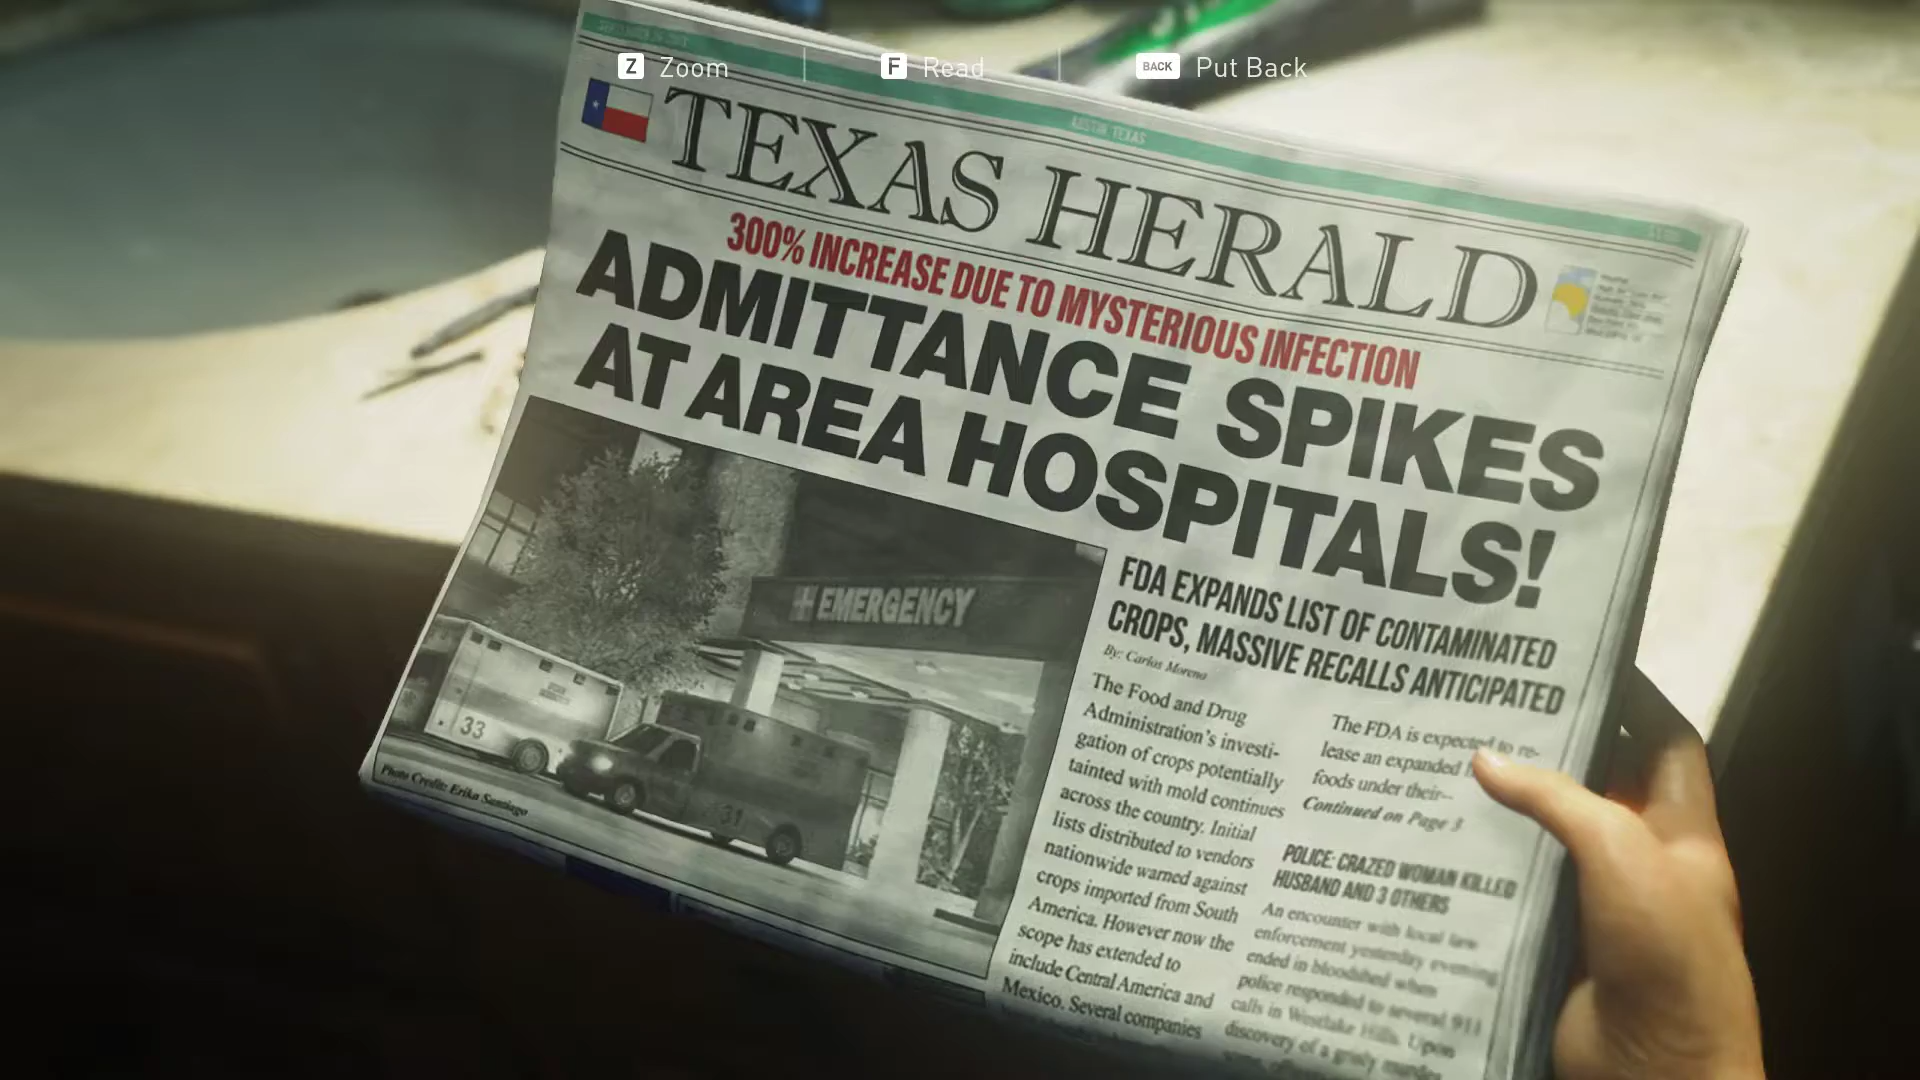 Z Zoom F Read BACK Put Back
AUSTIN, TEXAS
TEXAS HERALD
300% INCREASE DUE TO MYSTERIOUS INFECTION
ADMITTANCE SPIKES
AT AREA HOSPITALS!
+EMERGENCY
33
31
Photo Credit: Erika Santiago
FDA EXPANDS LIST OF CONTAMINATED
CROPS, MASSIVE RECALLS ANTICIPATED
By: Carlos Moreno
The Food and Drug
Administration's investi-
gation of crops potentially
tainted with mold continues
across the country. Initial
lists distributed to vendors
nationwide warned against
crops imported from South
America. However now the
scope has extended to
include Central America and
Mexico. Several companies
The FDA is expected to re-
lease an expanded
foods under their--
Continued on Page 3
POLICE: CRAZED WOMAN KILLED
HUSBAND AND 3 OTHERS
An encounter with local law
enforcement yesterday evening
ended in bloodshed when
police responded to several 911
calls in Westlake Hills. Upon
discovery of a grisly murder